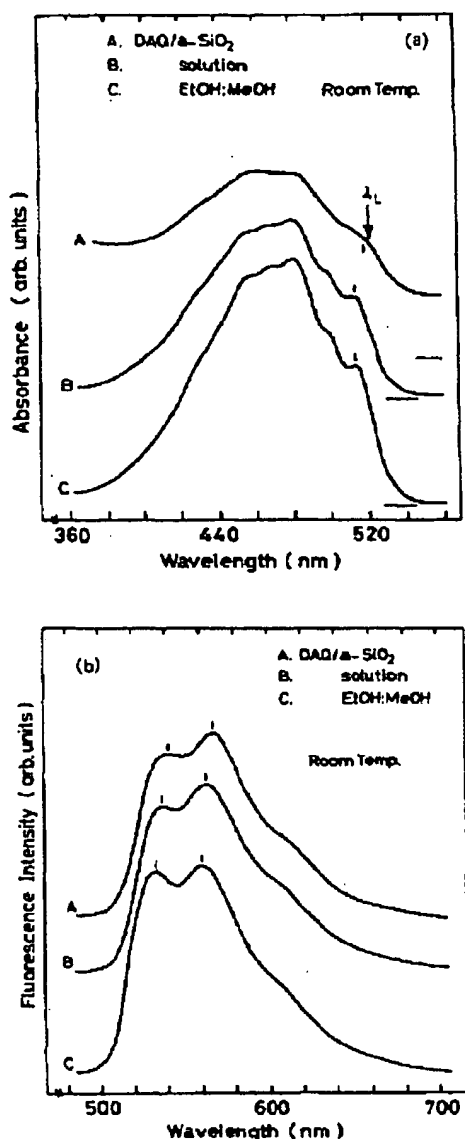 A. DAQ/a-SiO₂ (a)
B. solution
C. EtOH:MeOH Room Temp.
λL
A
B
C
Absorbance (arb. units)
360 440 520
Wavelength (nm)
(b)
A. DAQ/a-SiO₂
B. solution
C. EtOH:MeOH
Room Temp.
A
B
C
Fluorescence Intensity (arb.units)
500 600 700
Wavelength (nm)